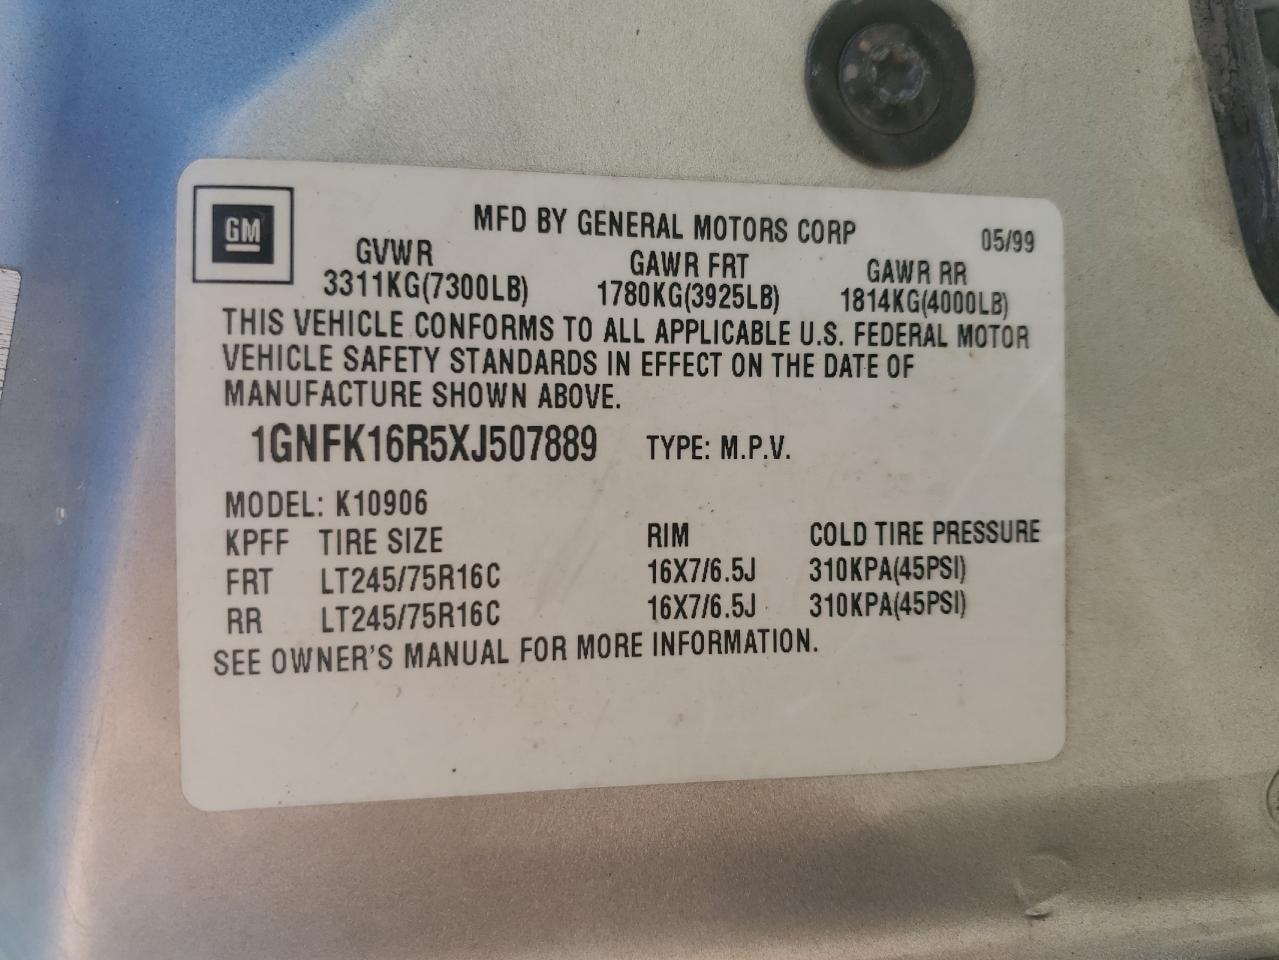 GM
MFD BY GENERAL MOTORS CORP 05/99
GVWR GAWR FRT GAWR RR
3311KG(7300LB) 1780KG(3925LB) 1814KG(4000LB)
THIS VEHICLE CONFORMS TO ALL APPLICABLE U.S. FEDERAL MOTOR
VEHICLE SAFETY STANDARDS IN EFFECT ON THE DATE OF
MANUFACTURE SHOWN ABOVE.
1GNFK16R5XJ507889 TYPE: M.P.V.
MODEL: K10906
KPFF TIRE SIZE RIM COLD TIRE PRESSURE
FRT LT245/75R16C 16X7/6.5J 310KPA(45PSI)
RR LT245/75R16C 16X7/6.5J 310KPA(45PSI)
SEE OWNER'S MANUAL FOR MORE INFORMATION.